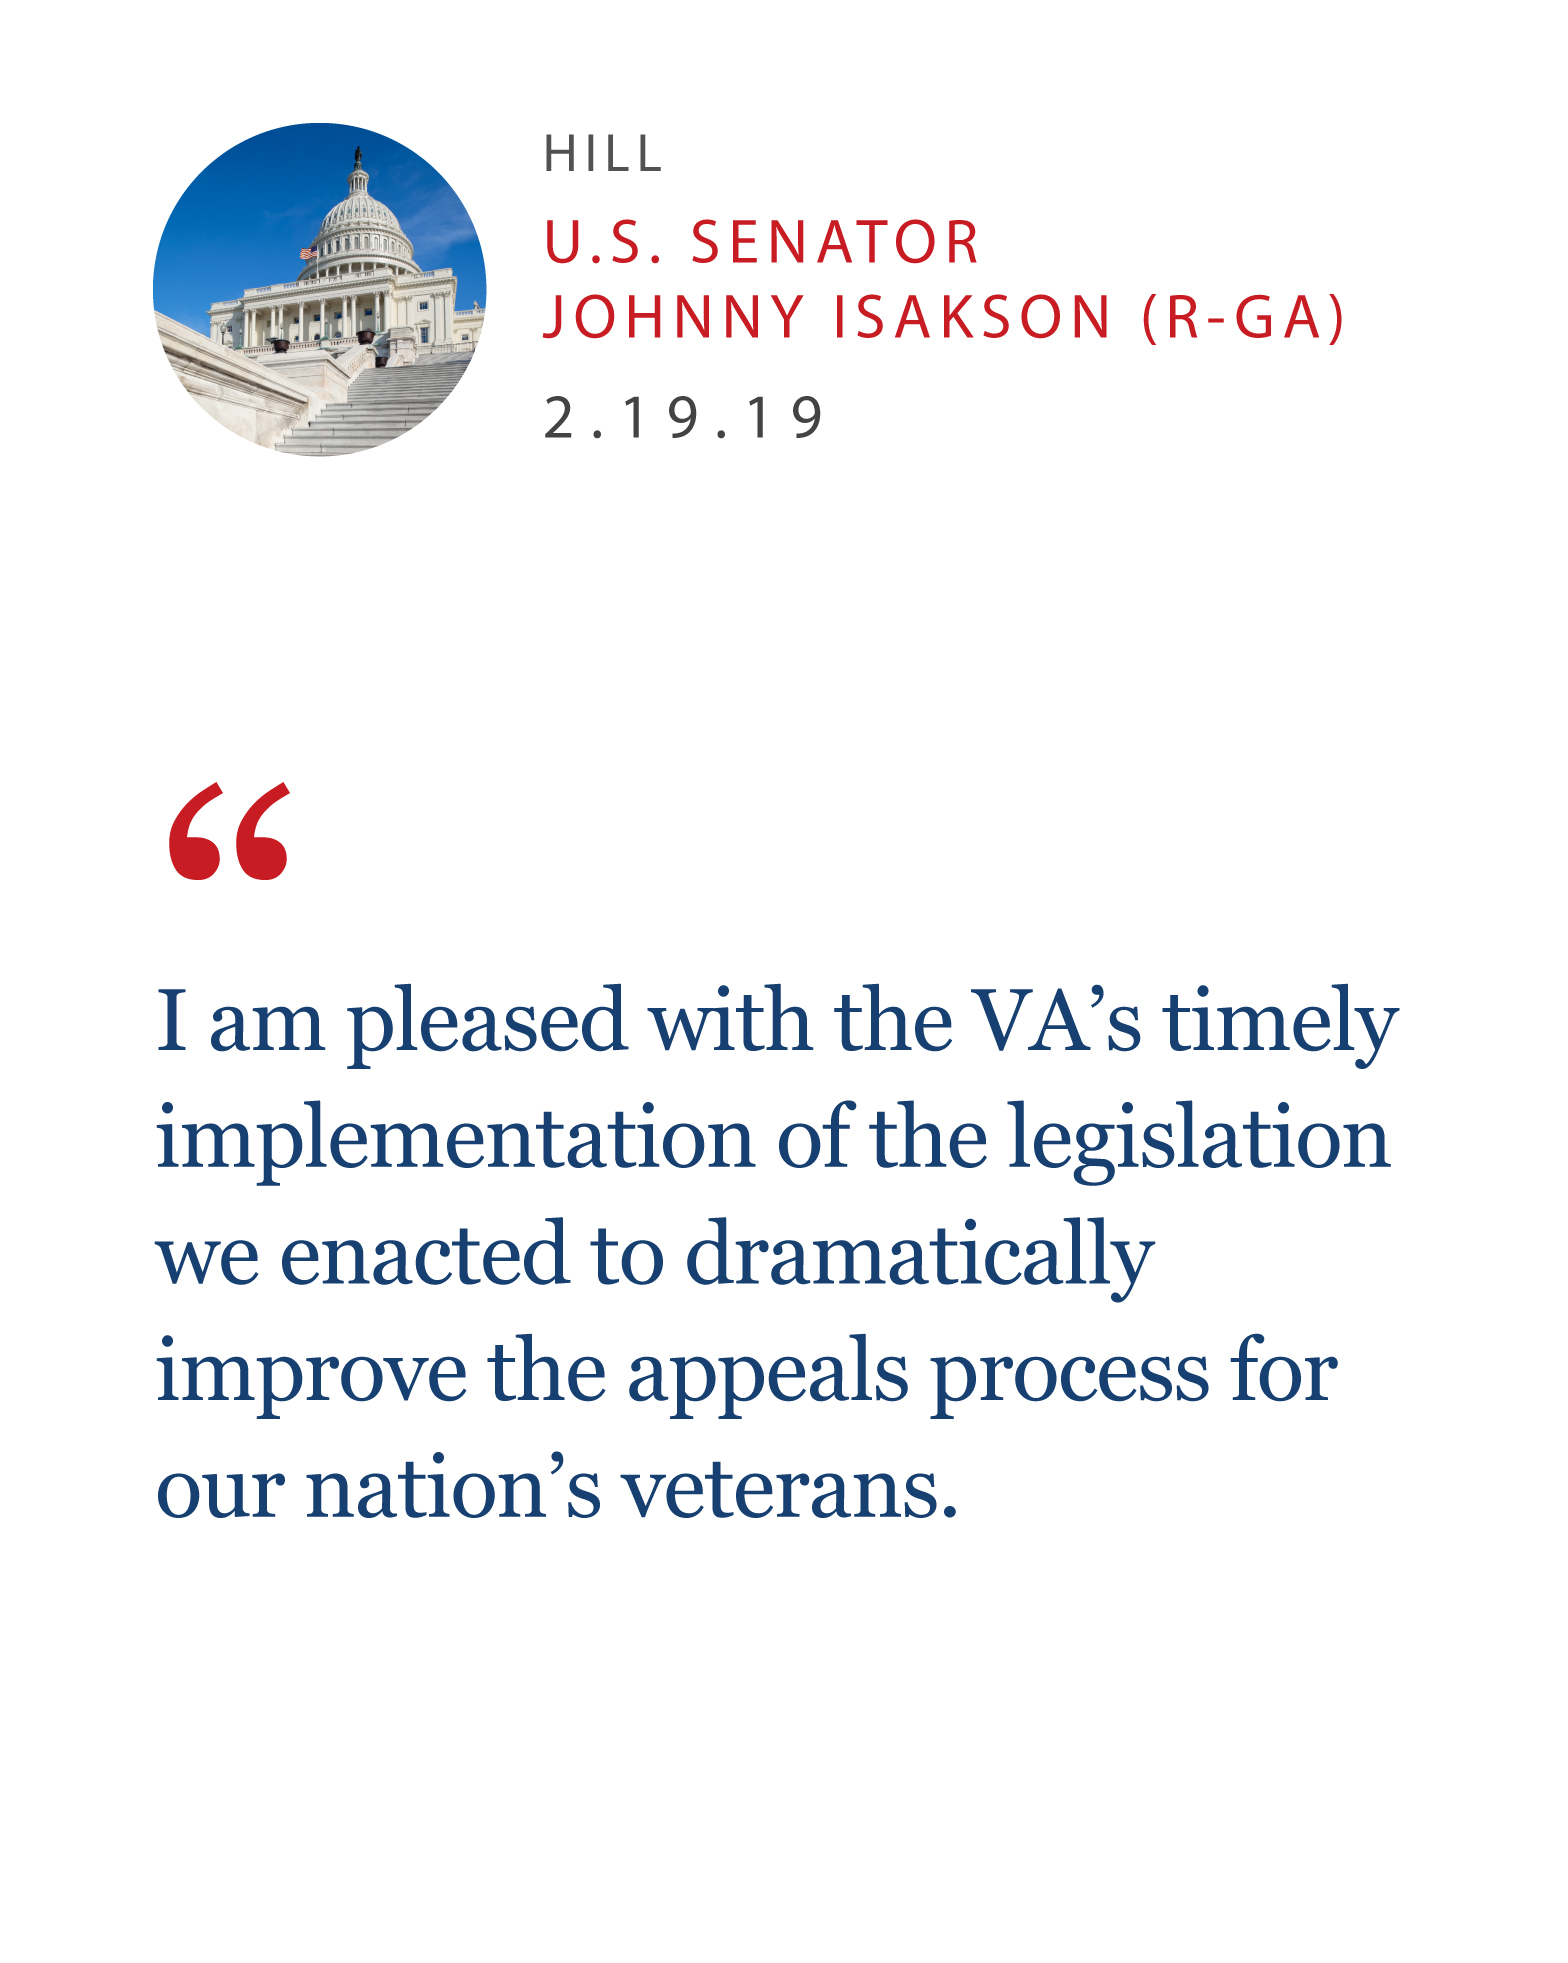 HILL
U.S. SENATOR
JOHNNY ISAKSON (R-GA)
2.19.19
“
I am pleased with the VA’s timely
implementation of the legislation
we enacted to dramatically
improve the appeals process for
our nation’s veterans.